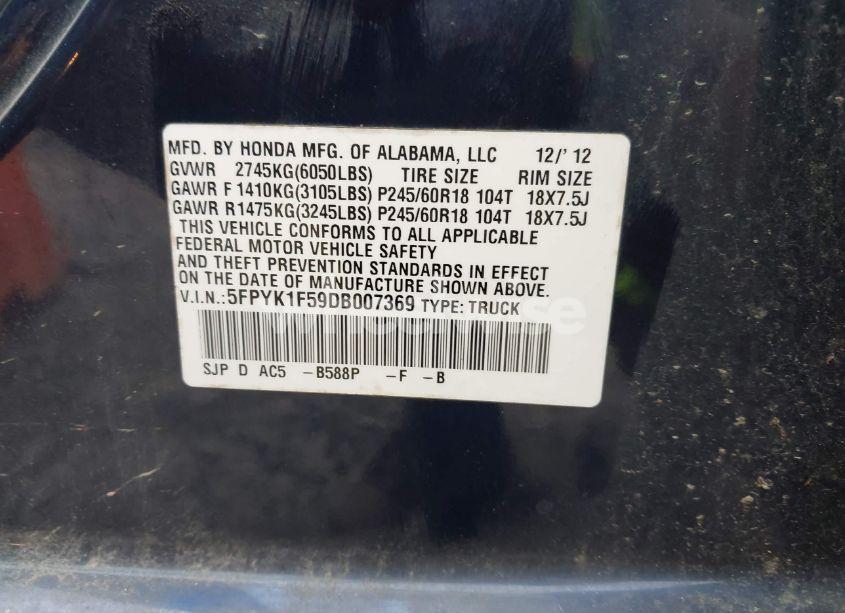 MFD. BY HONDA MFG. OF ALABAMA, LLC 12/' 12
GVWR 2745KG(6050LBS) TIRE SIZE RIM SIZE
GAWR F 1410KG(3105LBS) P245/60R18 104T 18X7.5J
GAWR R1475KG(3245LBS) P245/60R18 104T 18X7.5J
THIS VEHICLE CONFORMS TO ALL APPLICABLE
FEDERAL MOTOR VEHICLE SAFETY
AND THEFT PREVENTION STANDARDS IN EFFECT
ON THE DATE OF MANUFACTURE SHOWN ABOVE.
V.I.N.:5FPYK1F59DB007369 TYPE: TRUCK
SJP D AC5 -B588P -F -B